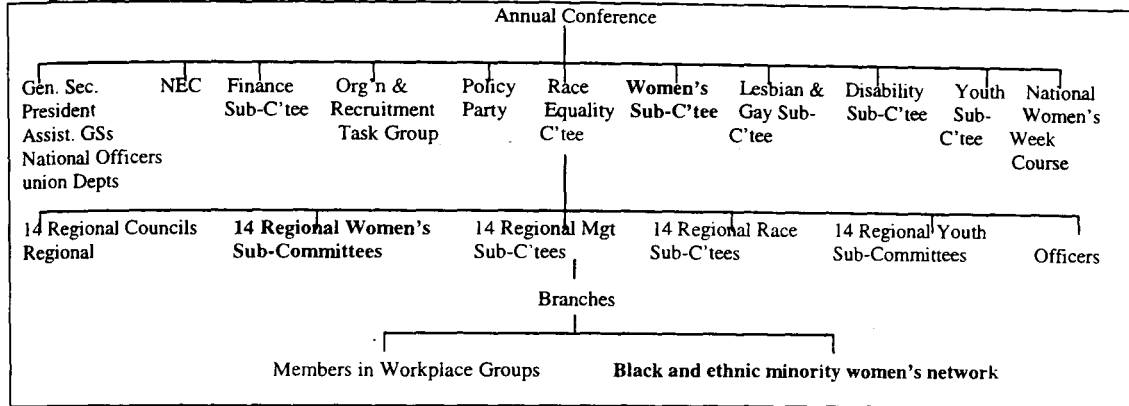 Annual Conference
Gen. Sec.
President
Assist. GSs
National Officers
union Depts
NEC
Finance
Sub-C'tee
Org'n &
Recruitment
Task Group
Policy
Party
Race
Equality
C'tee
Women's
Sub-C'tee
Lesbian &
Gay Sub-
C'tee
Disability
Sub-C'tee
Youth
Sub-
C'tee
National
Women's
Week
Course
14 Regional Councils
Regional
14 Regional Women's
Sub-Committees
14 Regional Mgt
Sub-C'tees
14 Regional Race
Sub-C'tees
14 Regional Youth
Sub-Committees
Officers
Branches
Members in Workplace Groups
Black and ethnic minority women's network